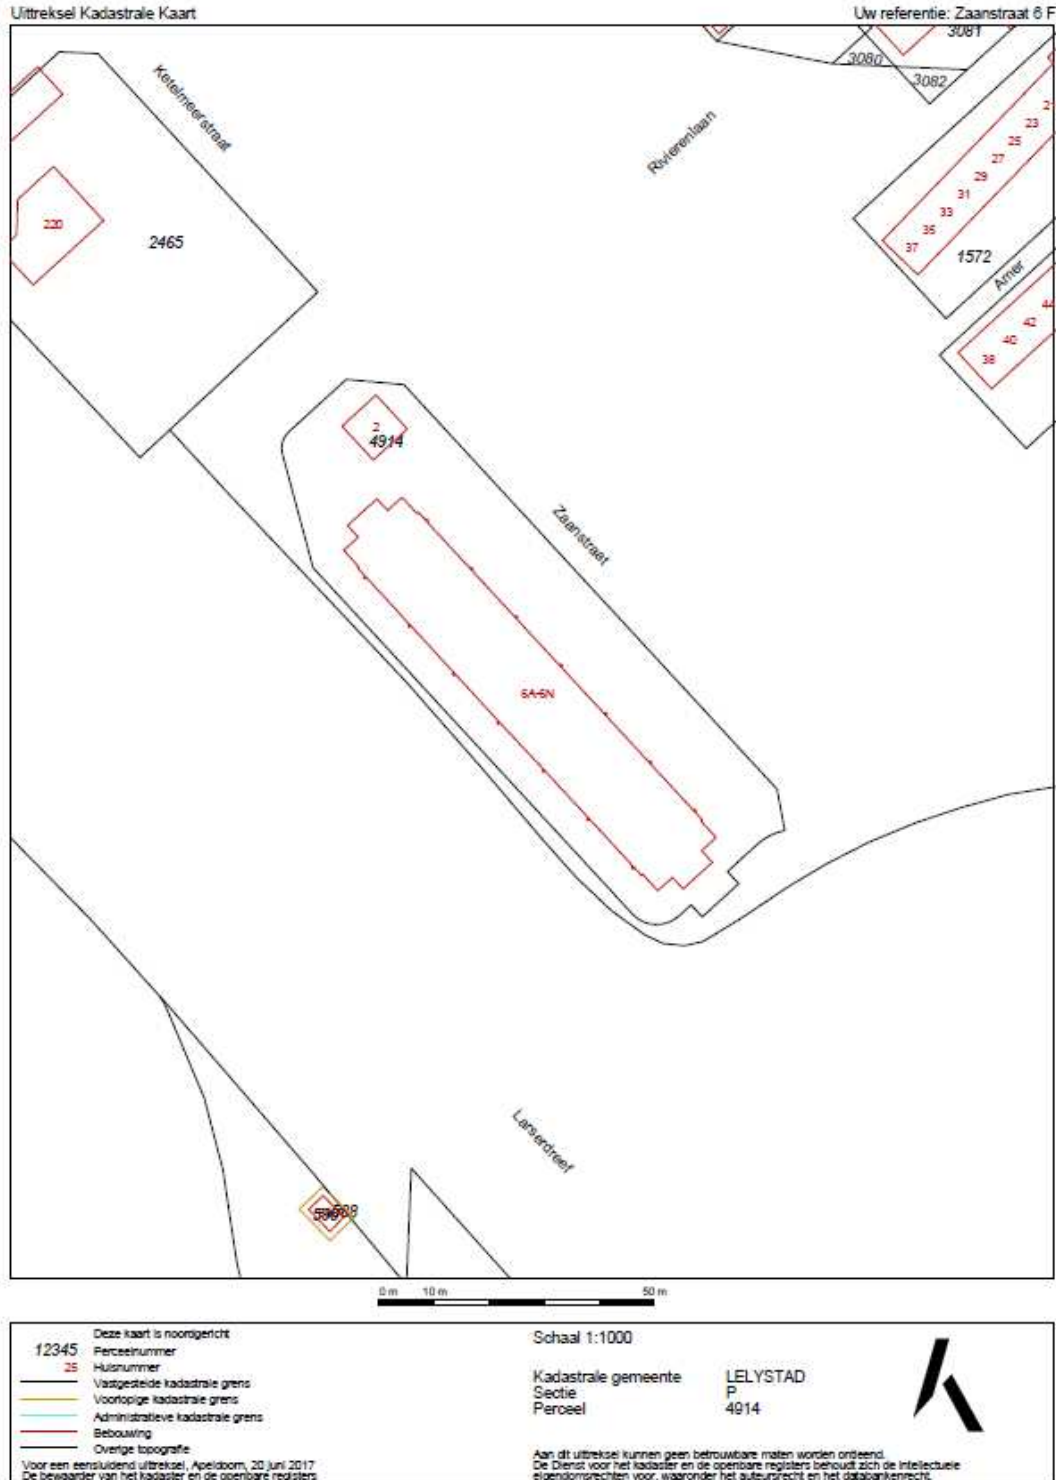 Uittreksel Kadastrale Kaart
Uw referentie: Zaanstraat 6 F
3081
3080
3082
Ketelmeerstraat
Rivierenlaan
21
23
25
27
29
31
33
35
37
220
2465
1572
Amer
44
42
40
38
2
4914
Zaanstraat
6A-6N
Larserdreef
0 m 10 m 50 m
Deze kaart is noordgericht
12345 Perceelnummer
25 Huisnummer
Vastgestelde kadastrale grens
Voorlopige kadastrale grens
Administratieve kadastrale grens
Bebouwing
Overige topografie
Voor een eensluidend uittreksel, Apeldoorn, 20 juni 2017
De bewaarder van het kadaster en de openbare registers
Schaal 1:1000
Kadastrale gemeente LELYSTAD
Sectie P
Perceel 4914
Aan dit uittreksel kunnen geen betrouwbare maten worden ontleend.
De Dienst voor het kadaster en de openbare registers behoudt zich de intellectuele
eigendomsrechten voor, waaronder het auteursrecht en het databankenrecht.